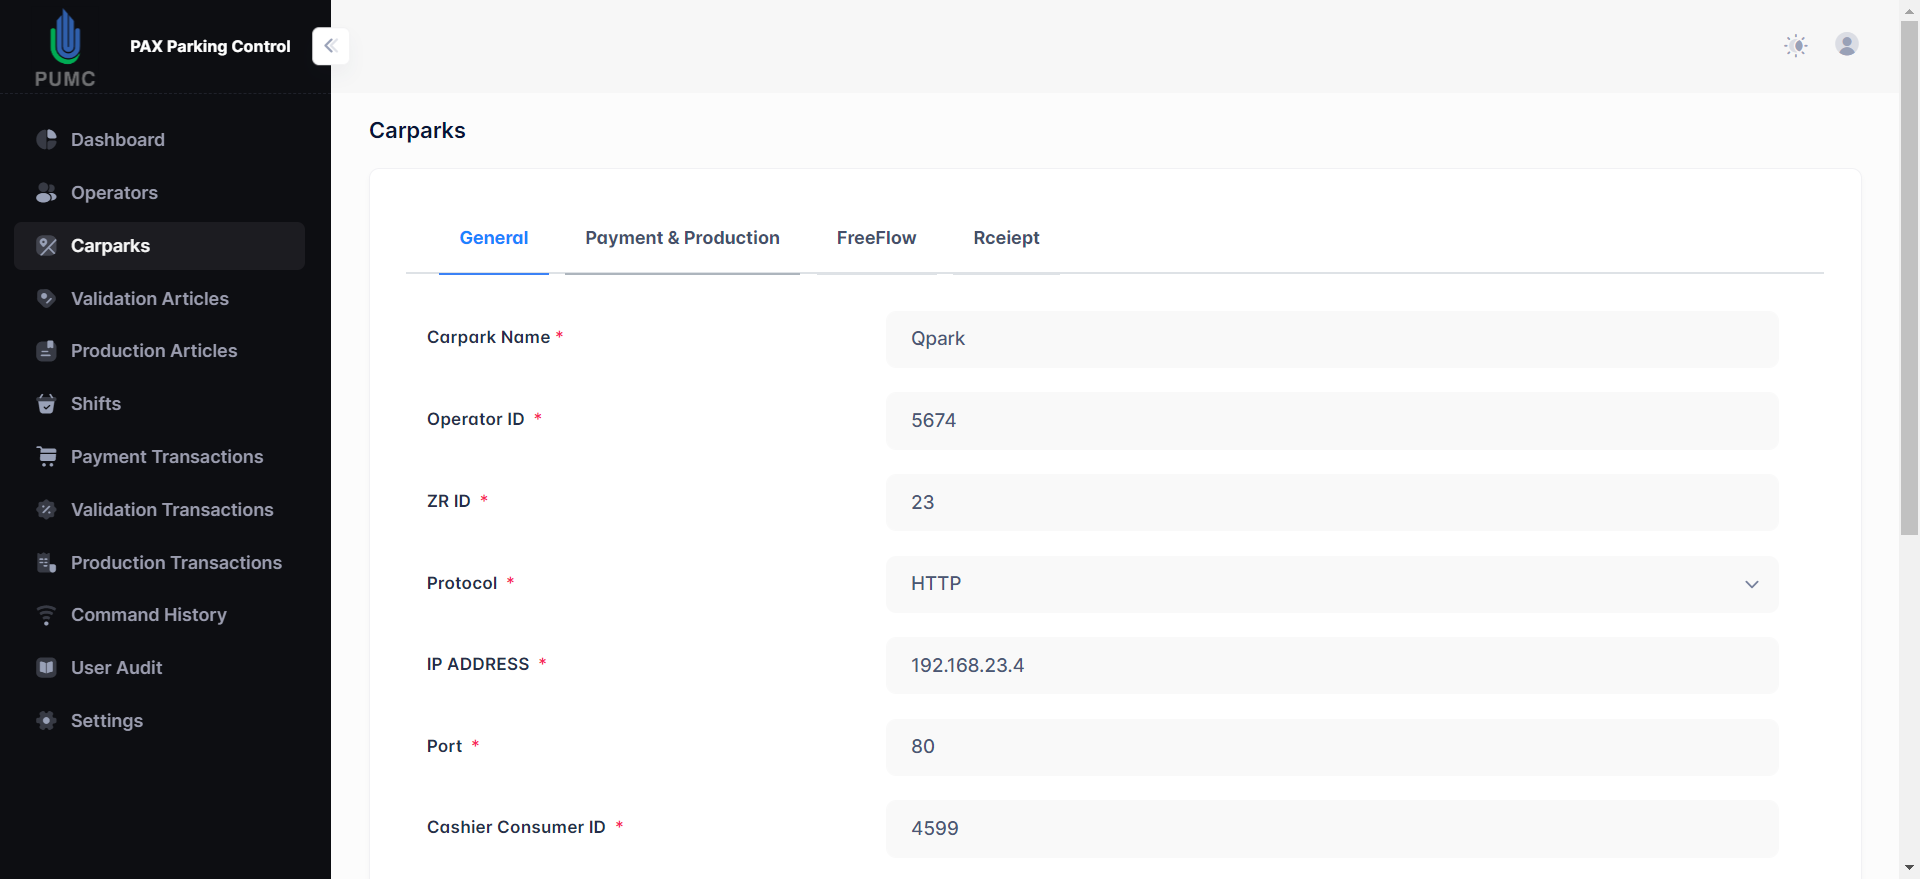 PUMC
PAX Parking Control
Dashboard
Operators
Carparks
Validation Articles
Production Articles
Shifts
Payment Transactions
Validation Transactions
Production Transactions
Command History
User Audit
Settings
Carparks
General Payment & Production FreeFlow Rceiept
Carpark Name * Qpark
Operator ID * 5674
ZR ID * 23
Protocol * HTTP
IP ADDRESS * 192.168.23.4
Port * 80
Cashier Consumer ID * 4599